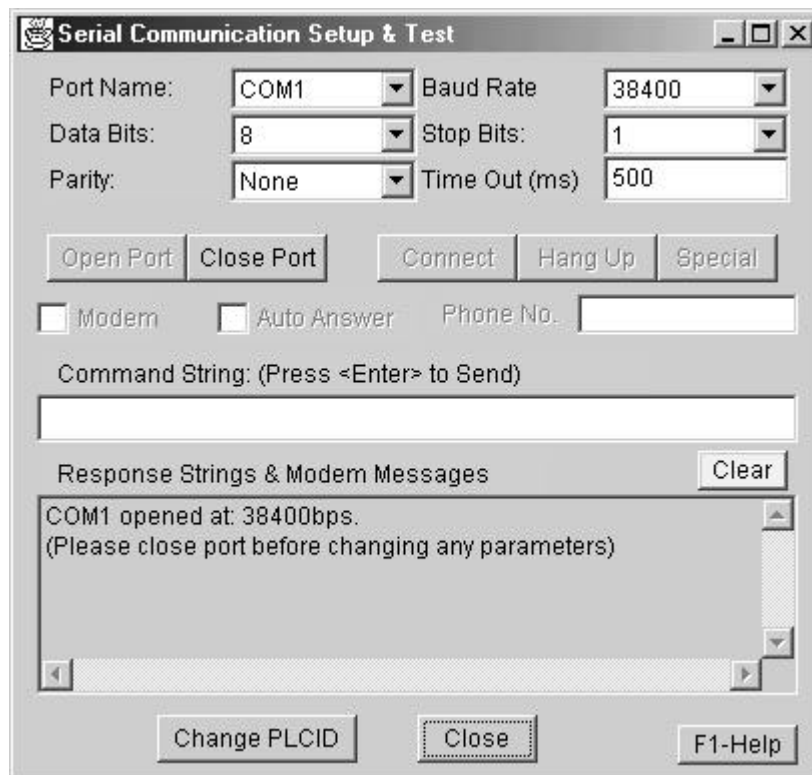 Serial Communication Setup & Test
Port Name: COM1 Baud Rate 38400
Data Bits: 8 Stop Bits: 1
Parity: None Time Out (ms) 500
Open Port Close Port Connect Hang Up Special
Modem Auto Answer Phone No.
Command String: (Press <Enter> to Send)
Response Strings & Modem Messages Clear
COM1 opened at: 38400bps.
(Please close port before changing any parameters)
Change PLCID Close F1-Help